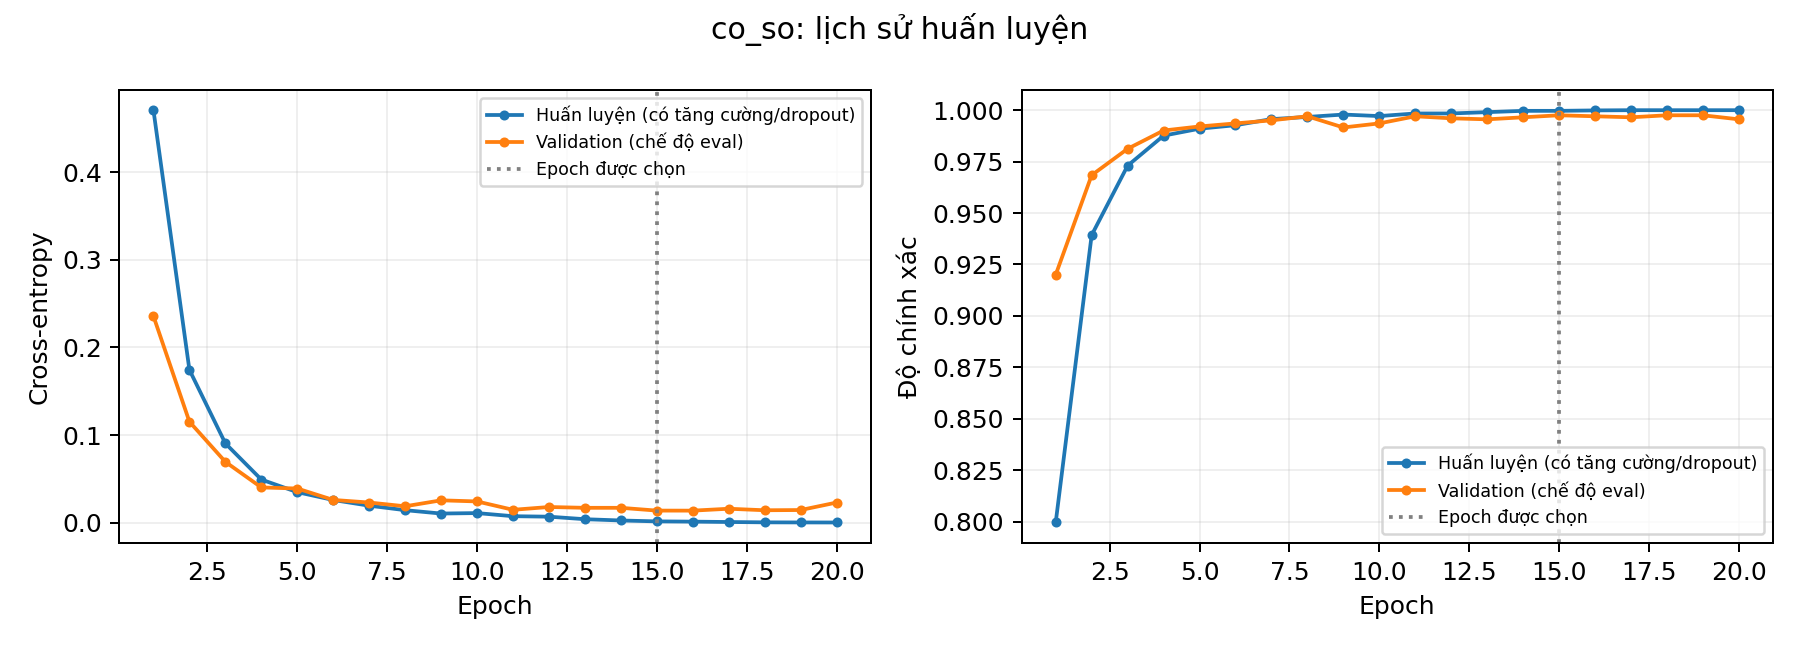 co_so: lịch sử huấn luyện
Huấn luyện (có tăng cường/dropout)
Validation (chế độ eval)
Epoch được chọn
Cross-entropy
0.4
0.3
0.2
0.1
0.0
2.5 5.0 7.5 10.0 12.5 15.0 17.5 20.0
Epoch
Độ chính xác
1.000
0.975
0.950
0.925
0.900
0.875
0.850
0.825
0.800
Huấn luyện (có tăng cường/dropout)
Validation (chế độ eval)
Epoch được chọn
2.5 5.0 7.5 10.0 12.5 15.0 17.5 20.0
Epoch